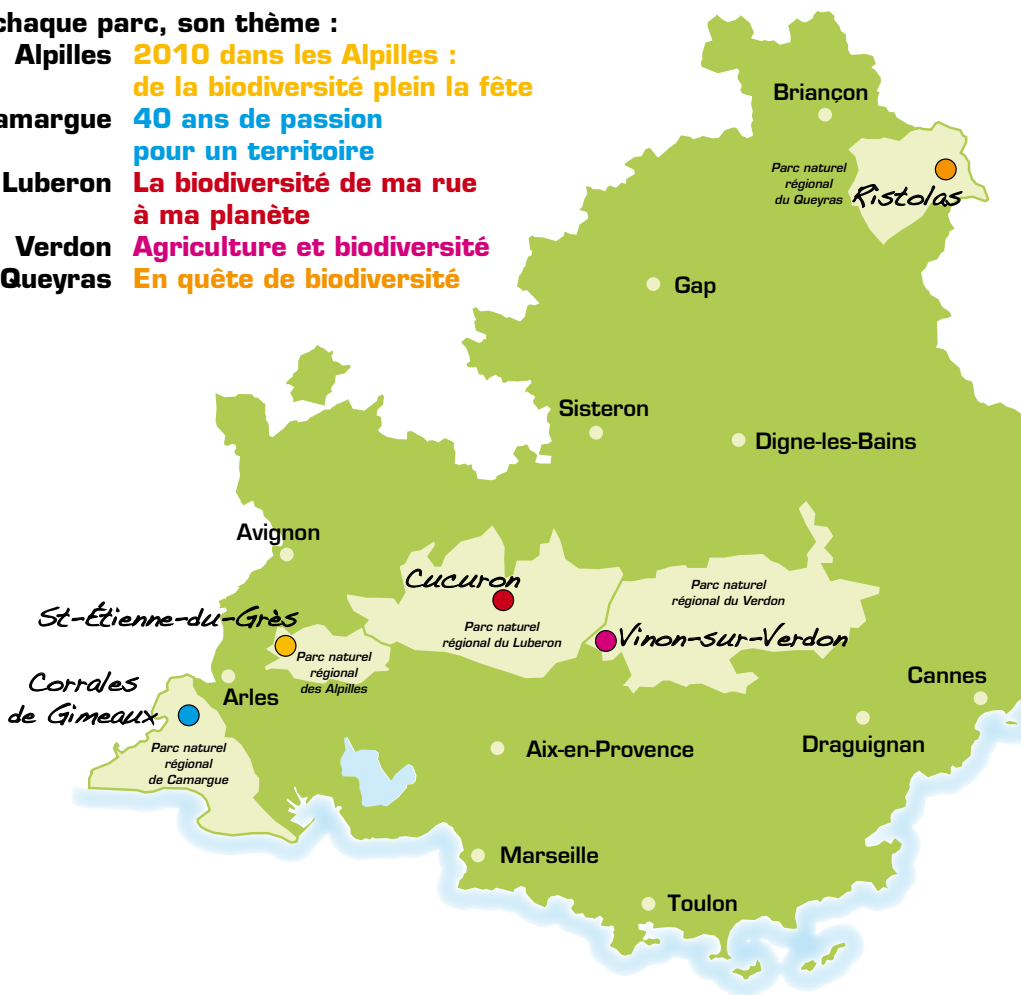 chaque parc, son thème :
Alpilles 2010 dans les Alpilles :
de la biodiversité plein la fête
amargue 40 ans de passion
pour un territoire
Luberon La biodiversité de ma rue
à ma planète
Verdon Agriculture et biodiversité
Queyras En quête de biodiversité
Briançon
Parc naturel
régional
du Queyras
Ristolas
Gap
Sisteron
Digne-les-Bains
Avignon
Cucuron
Parc naturel
régional du Luberon
Parc naturel
régional du Verdon
St-Étienne-du-Grès
Vinon-sur-Verdon
Parc naturel
régional
des Alpilles
Arles
Corrales
de Gimeaux
Parc naturel
régional
de Camargue
Cannes
Draguignan
Aix-en-Provence
Marseille
Toulon